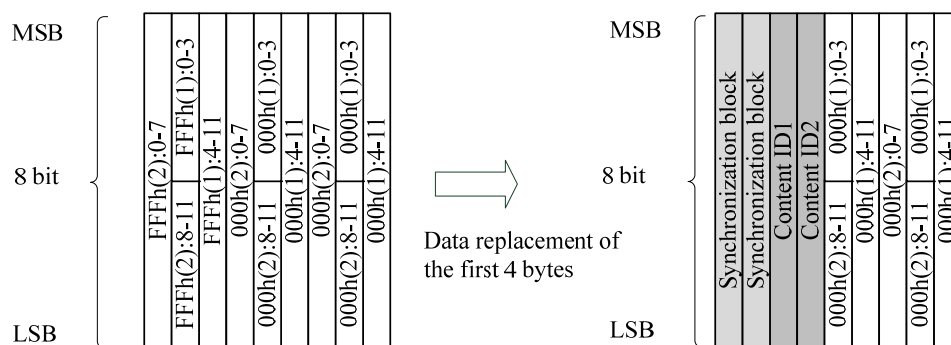 MSB
8 bit
LSB
FFFh(2):0-7
FFFh(1):0-3
FFFh(2):8-11
FFFh(1):4-11
000h(2):0-7
000h(1):0-3
000h(2):8-11
000h(1):4-11
000h(2):0-7
000h(1):0-3
000h(2):8-11
000h(1):4-11
Data replacement of
the first 4 bytes
MSB
8 bit
LSB
Synchronization block
Synchronization block
Content ID1
Content ID2
000h(1):0-3
000h(2):8-11
000h(1):4-11
000h(2):0-7
000h(1):0-3
000h(2):8-11
000h(1):4-11